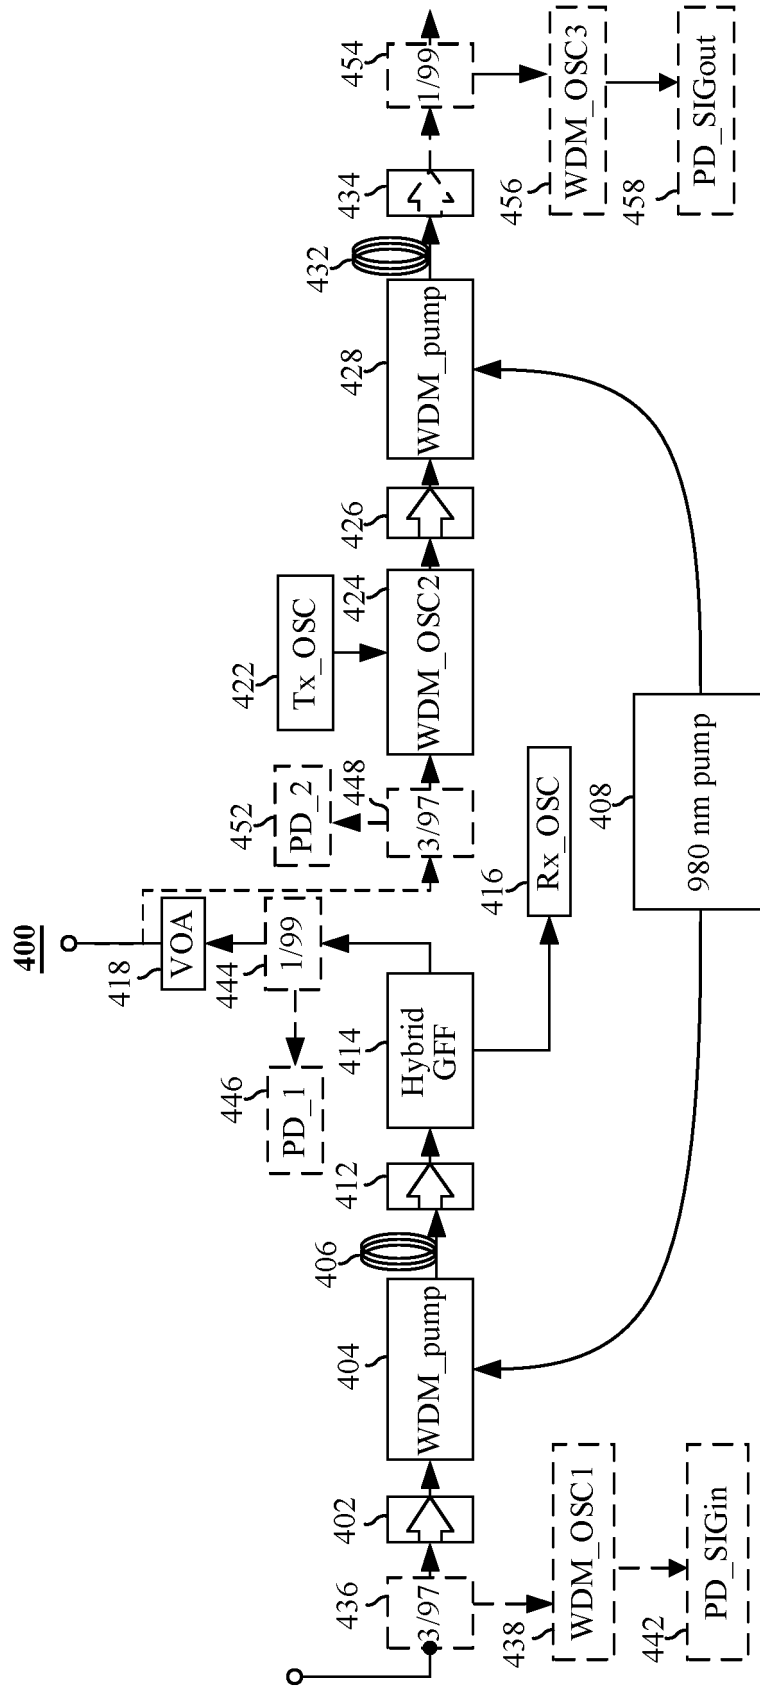 400
436
3/97
402
404
WDM_pump
406
412
414
Hybrid
GFF
444
1/99
446
PD_1
418
VOA
416
Rx_OSC
448
3/97
452
PD_2
422
Tx_OSC
424
WDM_OSC2
426
428
WDM_pump
432
434
454
1/99
456
WDM_OSC3
458
PD_SIGout
438
WDM_OSC1
442
PD_SIGin
408
980 nm pump